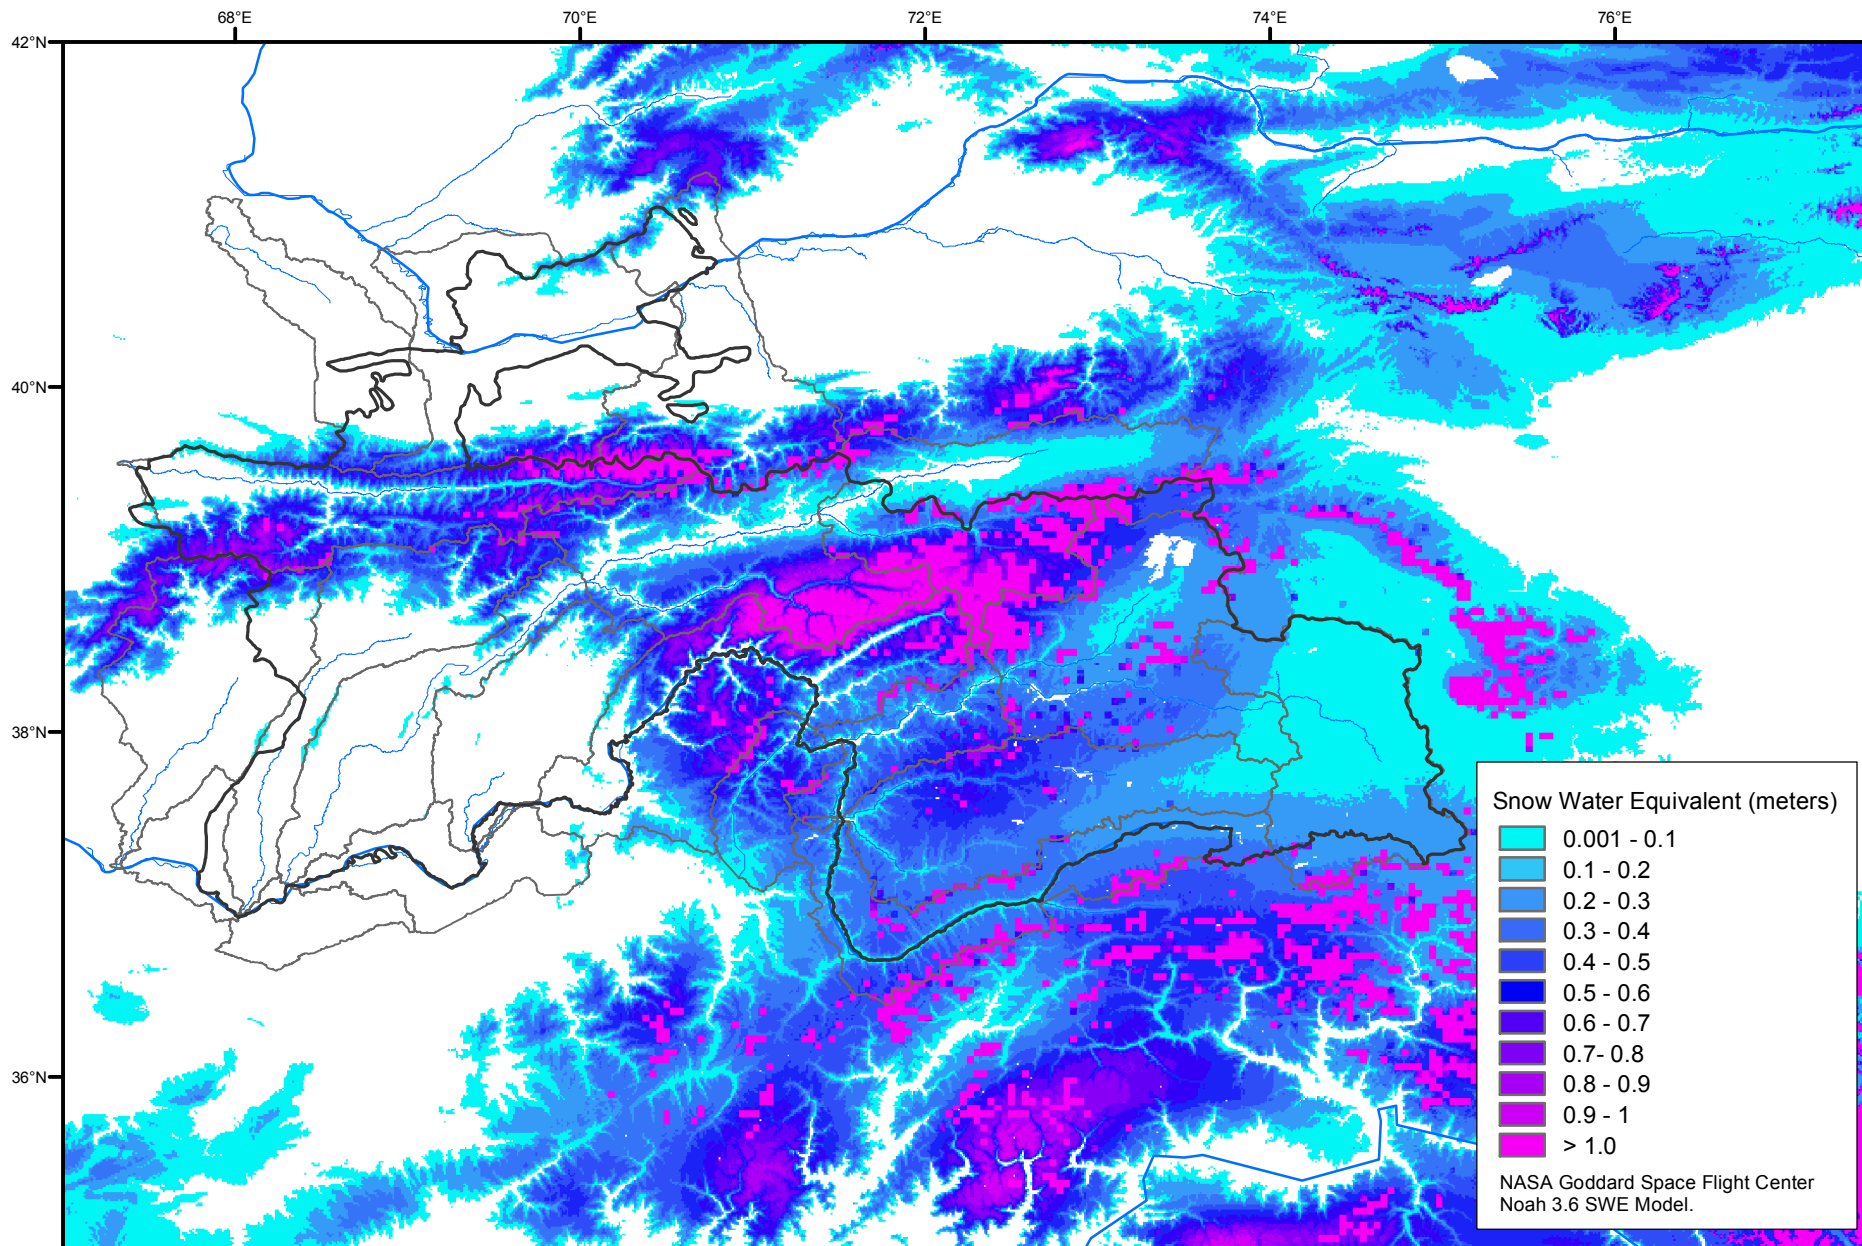 68°E
70°E
72°E
74°E
76°E
42°N
40°N
38°N
36°N
Snow Water Equivalent (meters)
0.001 - 0.1
0.1 - 0.2
0.2 - 0.3
0.3 - 0.4
0.4 - 0.5
0.5 - 0.6
0.6 - 0.7
0.7- 0.8
0.8 - 0.9
0.9 - 1
> 1.0
NASA Goddard Space Flight Center
Noah 3.6 SWE Model.